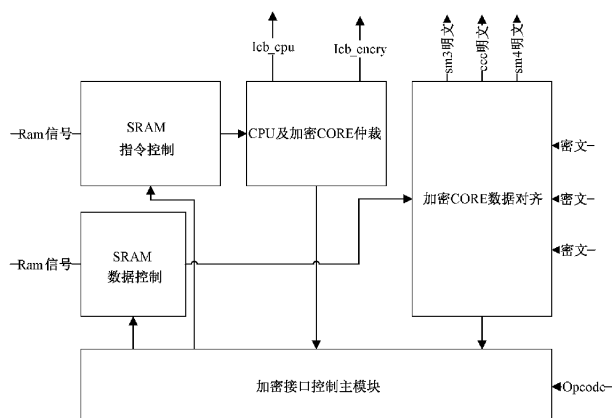 Icb_cpu
Icb_encry
sm3明文
ecc明文
sm4明文
Ram信号
SRAM
指令控制
CPU及加密CORE仲裁
加密CORE数据对齐
密文
密文
密文
Ram信号
SRAM
数据控制
加密接口控制主模块
Opcode